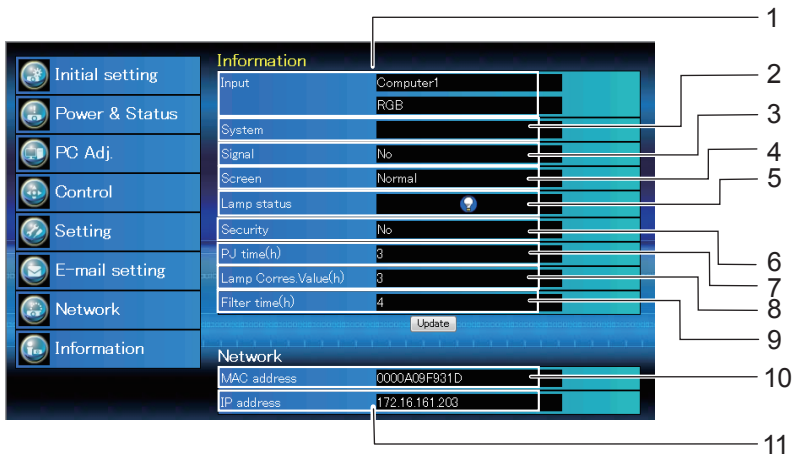 1
Information
Initial setting
Input
Computer1
RGB
2
Power & Status
System
3
PC Adj.
Signal
No
4
Screen
Normal
5
Control
Lamp status
Setting
Security
No
6
PJ time(h)
3
7
E-mail setting
Lamp Corres.Value(h)
3
8
Network
Filter time(h)
4
9
Update
Information
Network
MAC address
0000A09F931D
10
IP address
172.16.161.203
11